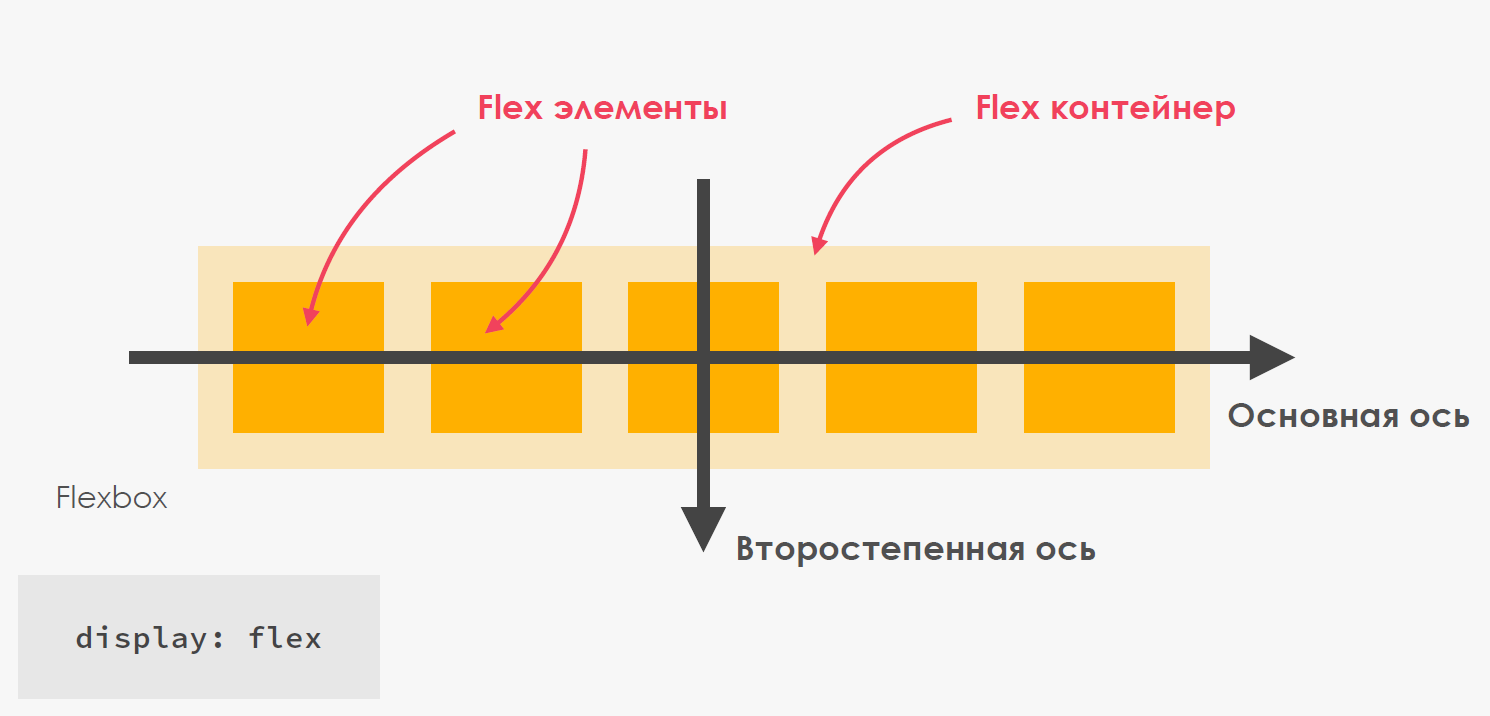 Flex элементы
Flex контейнер
Основная ось
Flexbox
Второстепенная ось
display: flex